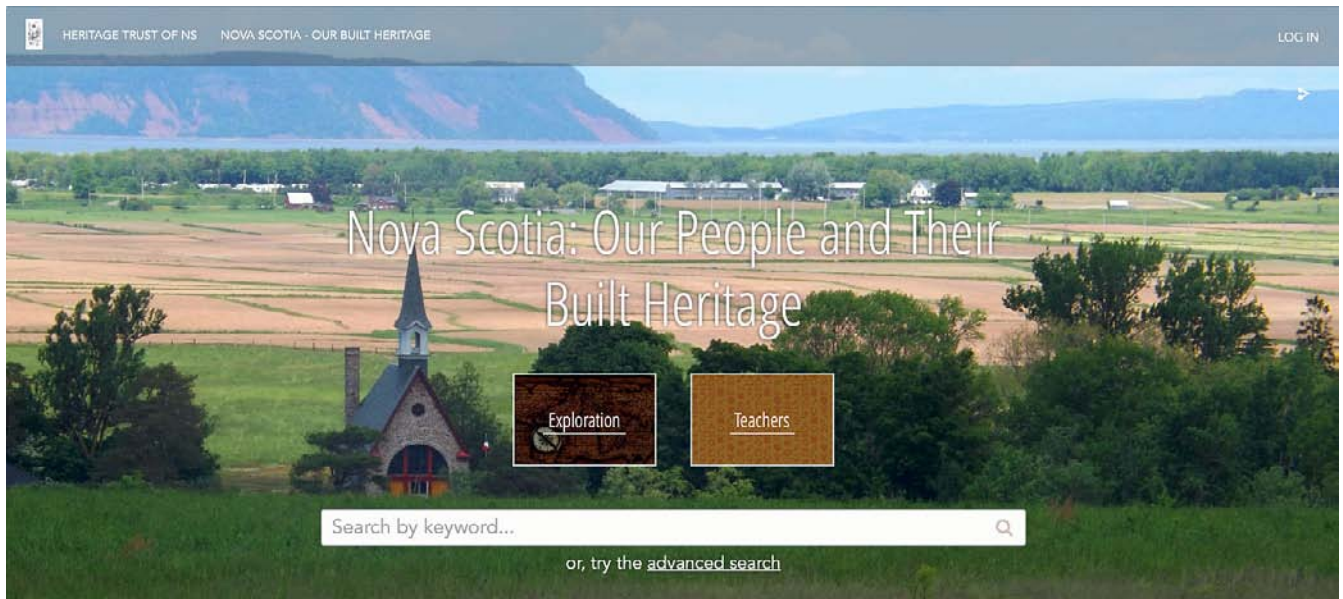 HERITAGE TRUST OF NS
NOVA SCOTIA - OUR BUILT HERITAGE
LOG IN
Nova Scotia: Our People and Their
Built Heritage
Exploration
Teachers
Search by keyword...
or, try the advanced search